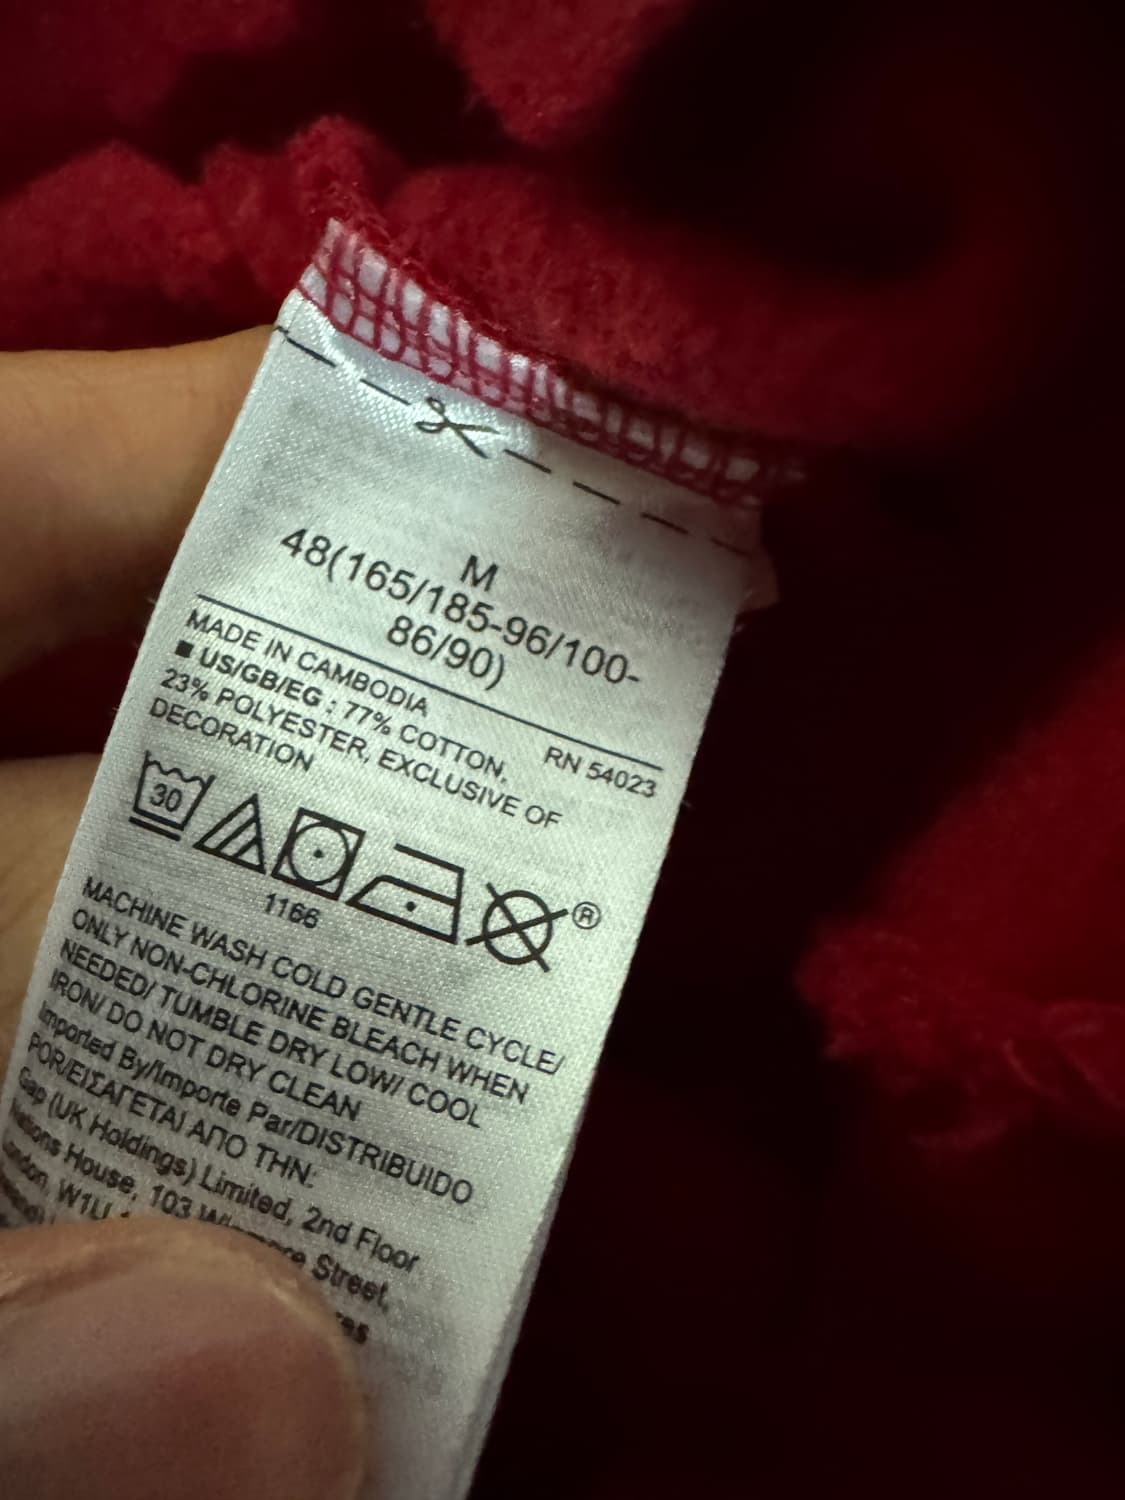 M
48(165/185-96/100-
86/90)
MADE IN CAMBODIA
RN 54023
■ US/GB/EG : 77% COTTON,
23% POLYESTER, EXCLUSIVE OF
DECORATION
30
1166
®
MACHINE WASH COLD GENTLE CYCLE/
ONLY NON-CHLORINE BLEACH WHEN
NEEDED/ TUMBLE DRY LOW/ COOL
IRON/ DO NOT DRY CLEAN
Imported By/Importe Par/DISTRIBUIDO
POR/ΕΙΣΑΓΕΤΑΙ ΑΠΟ ΤΗΝ:
Gap (UK Holdings) Limited, 2nd Floor
House, 103 Street,
W1U